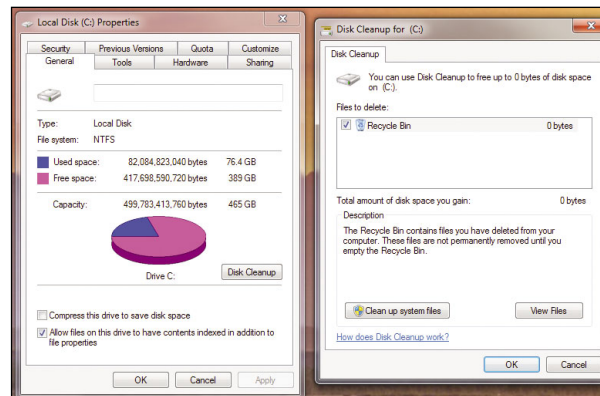 Local Disk (C:) Properties
Security Previous Versions Quota Customize
General Tools Hardware Sharing
Type: Local Disk
File system: NTFS
Used space: 82,084,823,040 bytes 76.4 GB
Free space: 417,698,590,720 bytes 389 GB
Capacity: 499,783,413,760 bytes 465 GB
Drive C:
Disk Cleanup
Compress this drive to save disk space
Allow files on this drive to have contents indexed in addition to
file properties
OK Cancel Apply
Disk Cleanup for (C:)
Disk Cleanup
You can use Disk Cleanup to free up to 0 bytes of disk space
on (C:).
Files to delete:
Recycle Bin 0 bytes
Total amount of disk space you gain: 0 bytes
Description
The Recycle Bin contains files you have deleted from your
computer. These files are not permanently removed until you
empty the Recycle Bin.
Clean up system files View Files
How does Disk Cleanup work?
OK Cancel